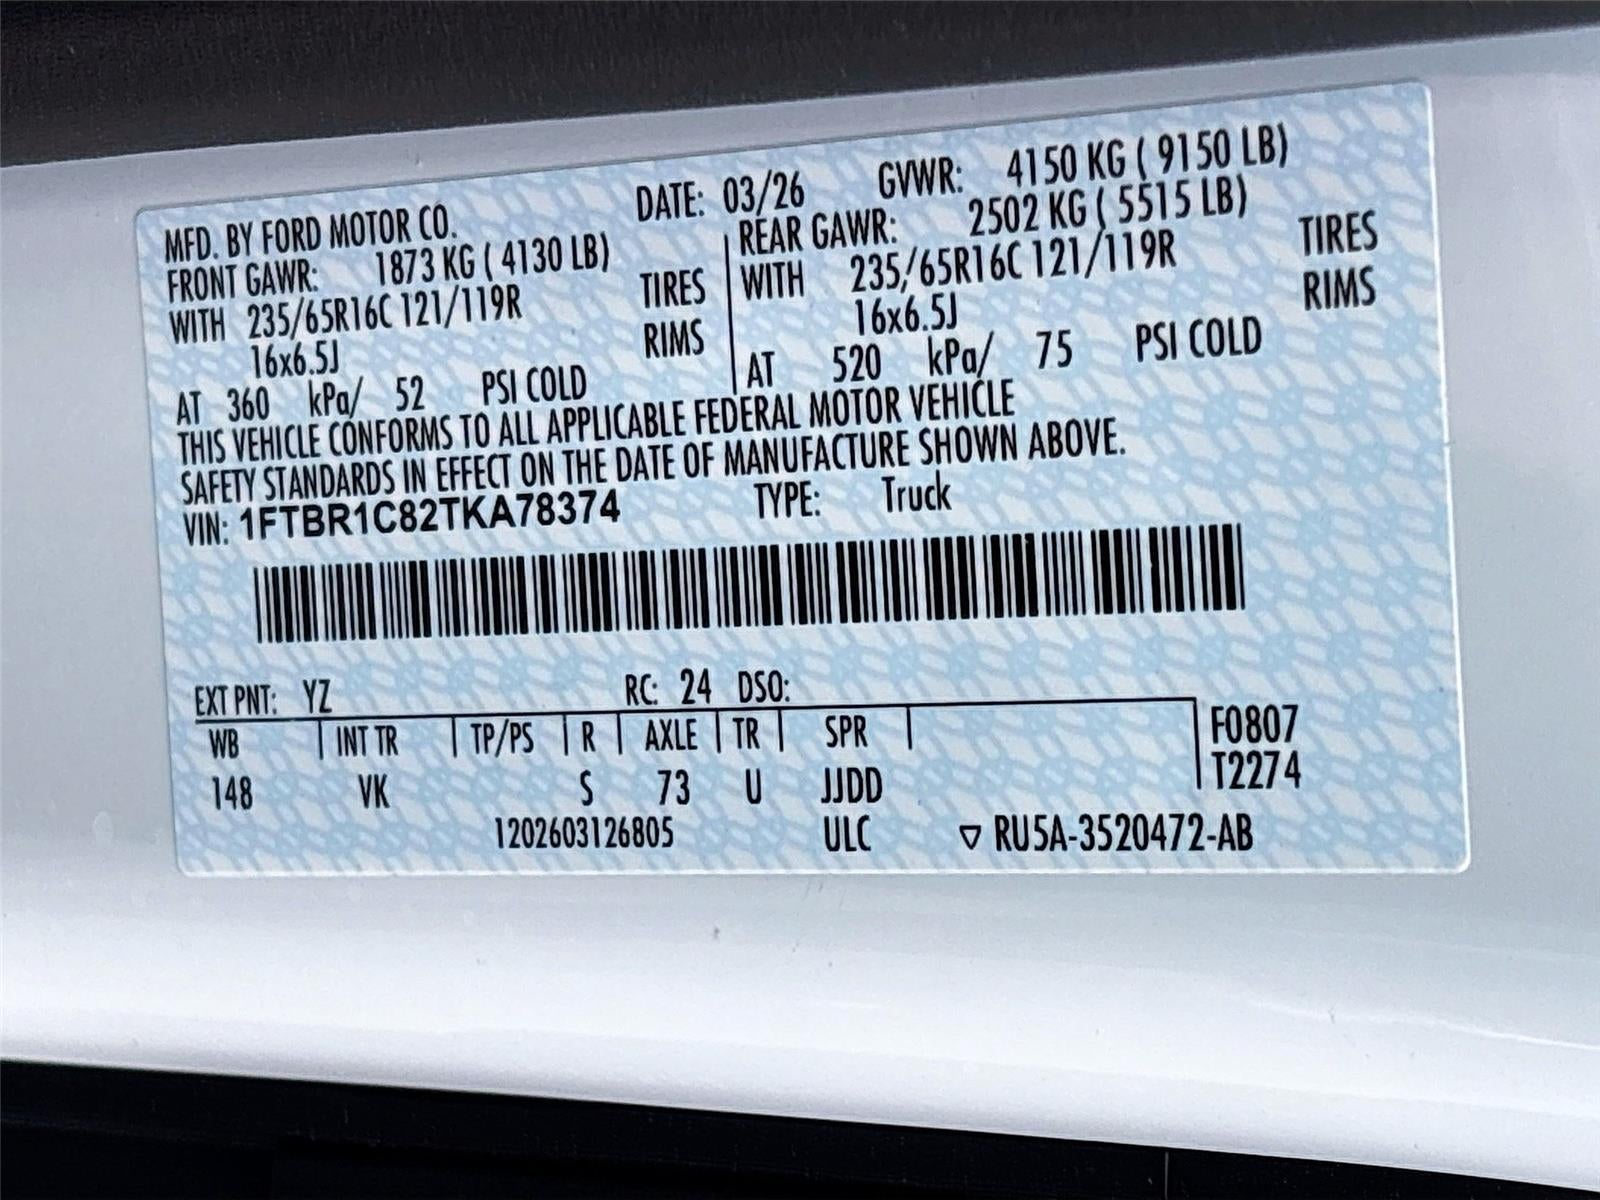 MFD. BY FORD MOTOR CO. DATE: 03/26 GVWR: 4150 KG ( 9150 LB)
FRONT GAWR: 1873 KG ( 4130 LB)
WITH 235/65R16C 121/119R TIRES
16x6.5J RIMS
AT 360 kPa/ 52 PSI COLD
REAR GAWR: 2502 KG ( 5515 LB)
WITH 235/65R16C 121/119R TIRES
16x6.5J RIMS
AT 520 kPa/ 75 PSI COLD
THIS VEHICLE CONFORMS TO ALL APPLICABLE FEDERAL MOTOR VEHICLE
SAFETY STANDARDS IN EFFECT ON THE DATE OF MANUFACTURE SHOWN ABOVE.
VIN: 1FTBR1C82TKA78374 TYPE: Truck
EXT PNT: YZ RC: 24 DSO:
WB INT TR TP/PS R AXLE TR SPR F0807
148 VK S 73 U JJDD T2274
1202603126805 ULC ▽ RU5A-3520472-AB